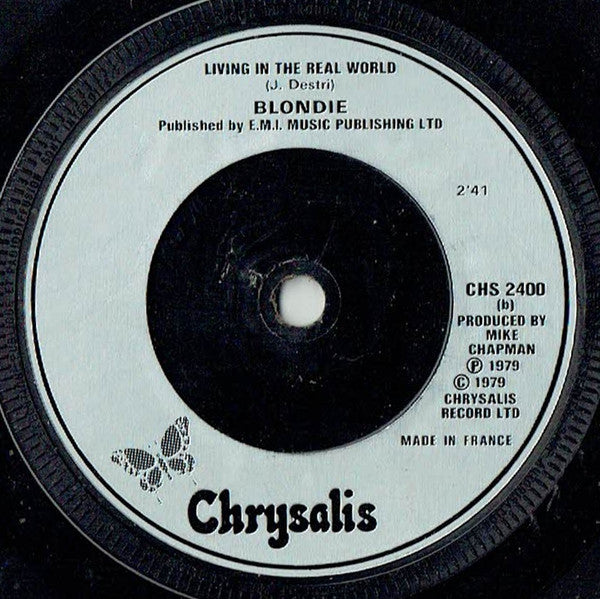 LIVING IN THE REAL WORLD
(J. Destri)
BLONDIE
Published by E.M.I. MUSIC PUBLISHING LTD
2'41
CHS 2400
(b)
PRODUCED BY
MIKE
CHAPMAN
℗ 1979
© 1979
CHRYSALIS
RECORD LTD
MADE IN FRANCE
Chrysalis